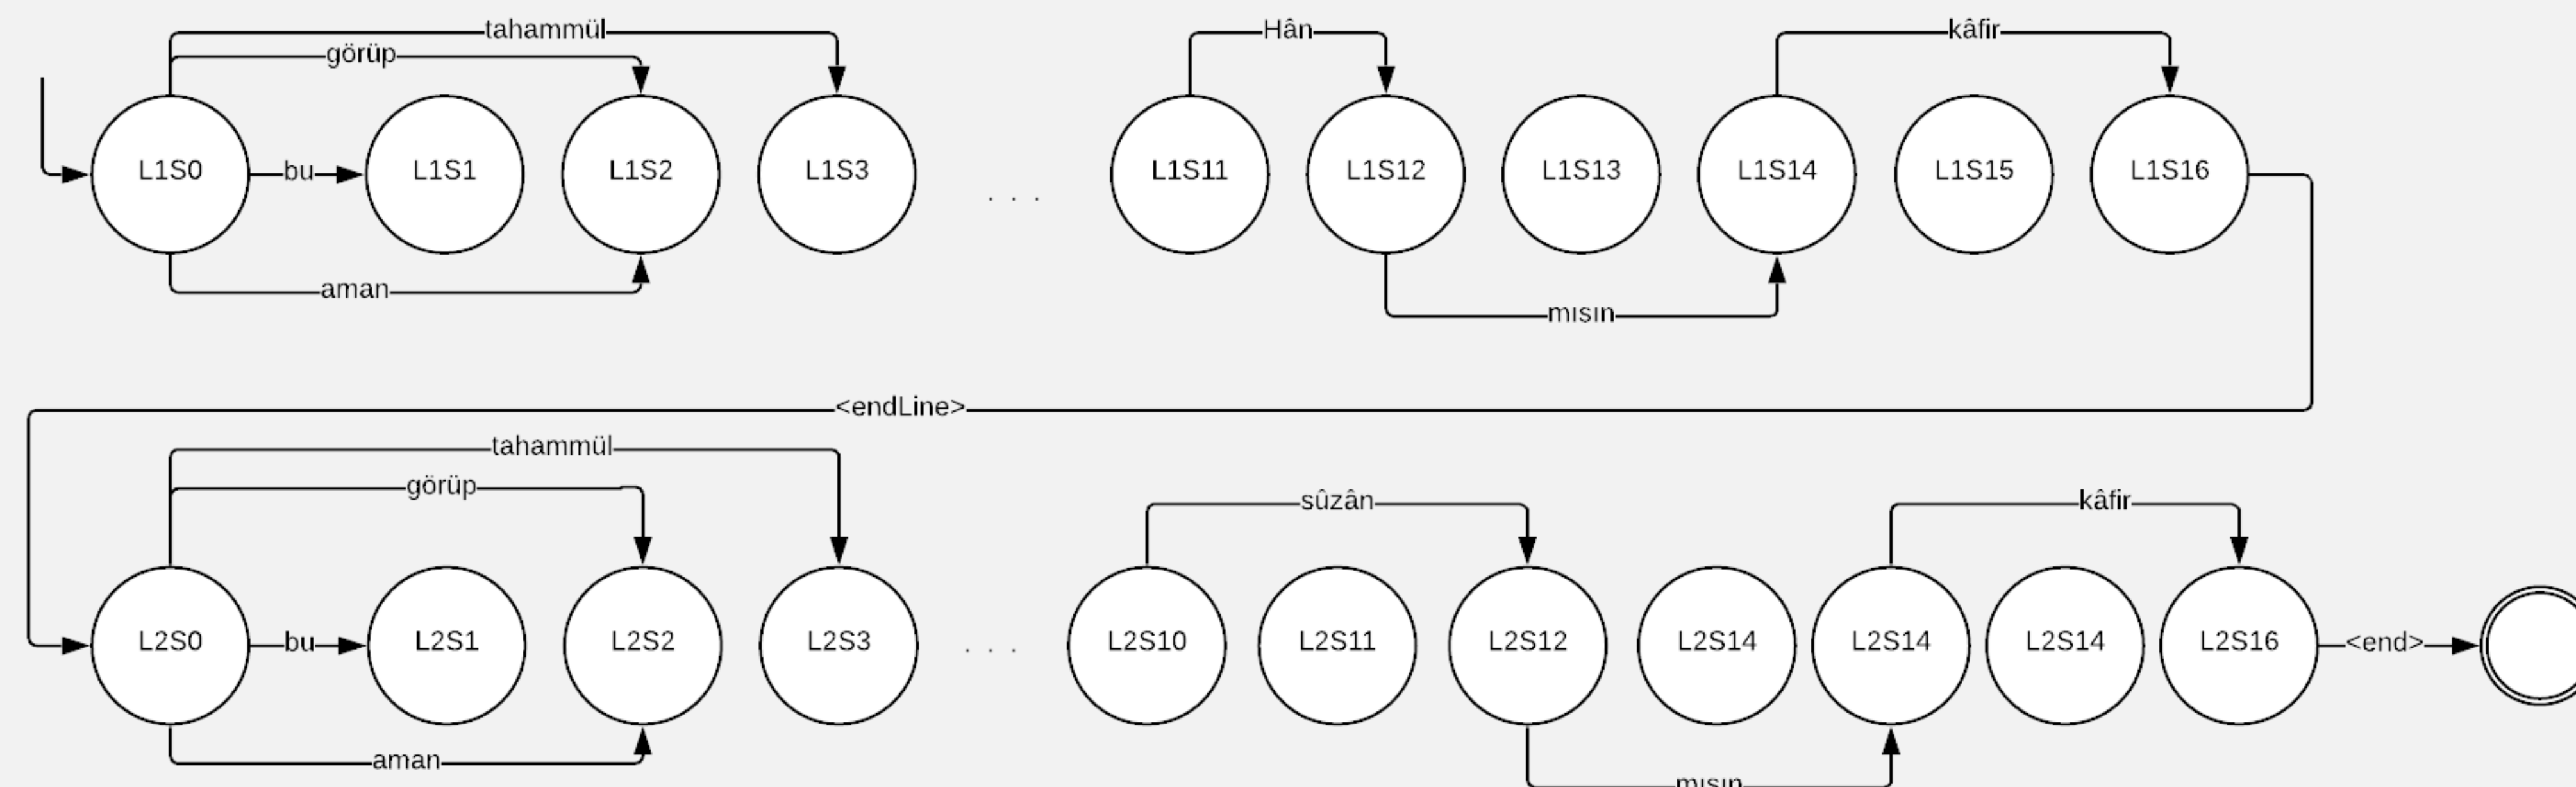 tahammül Hân kâfir
görüp
L1S0 bu L1S1 L1S2 L1S3 . . . L1S11 L1S12 L1S13 L1S14 L1S15 L1S16
aman mısın
<endLine>
tahammül
görüp sûzân kâfir
L2S0 bu L2S1 L2S2 L2S3 . . . L2S10 L2S11 L2S12 L2S14 L2S14 L2S14 L2S16 <end>
aman
mısın